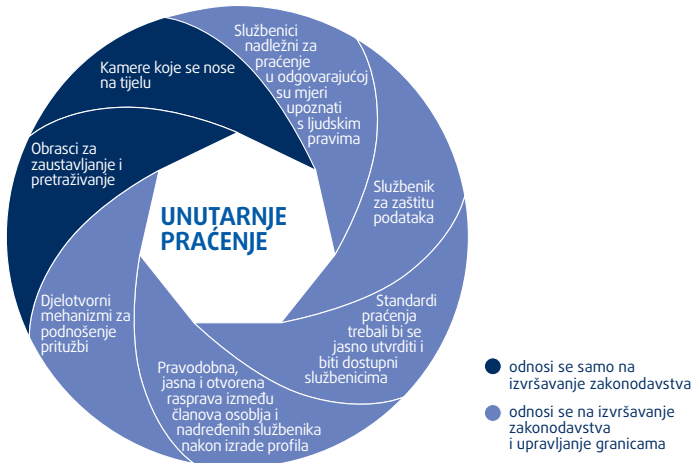 Službenici
nadležni za
praćenje
u odgovarajućoj
su mjeri
upoznati
s ljudskim
pravima
Kamere koje se nose
na tijelu
Obrasci za
zaustavljanje i
pretraživanje
Službenik
za zaštitu
podataka
UNUTARNJE
PRAĆENJE
Djelotvorni
mehanizmi za
podnošenje
pritužbi
Standardi
praćenja
trebali bi se
jasno utvrditi i
biti dostupni
službenicima
Pravodobna,
jasna i otvorena
rasprava između
članova osoblja i
nadređenih službenika
nakon izrade profila
odnosi se samo na
izvršavanje zakonodavstva
odnosi se na izvršavanje
zakonodavstva
i upravljanje granicama